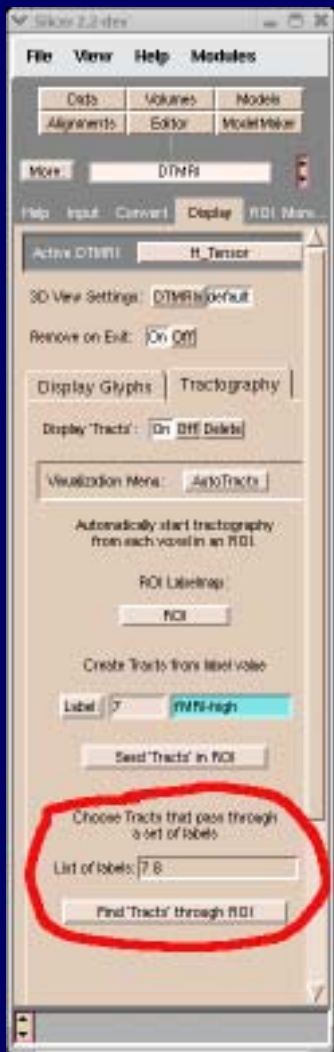 Slicer 2.2-dev
File View Help Modules
Data Volumes Models
Alignments Editor ModelMaker
More: DTMRI
Help Input Convert Display ROI More...
Active DTMRI: ff_Tensor
3D View Settings: DTMRIs default
Remove on Exit: On Off
Display Glyphs Tractography
Display 'Tracts': On Off Delete
Visualization Menu: AutoTracts
Automatically start tractography
from each voxel in an ROI.
ROI Labelmap:
ROI
Create Tracts from label value
Label: 7 fMRI-high
Seed 'Tracts' in ROI
Choose Tracts that pass through
a set of labels
List of labels: 7 8
Find 'Tracts' through ROI